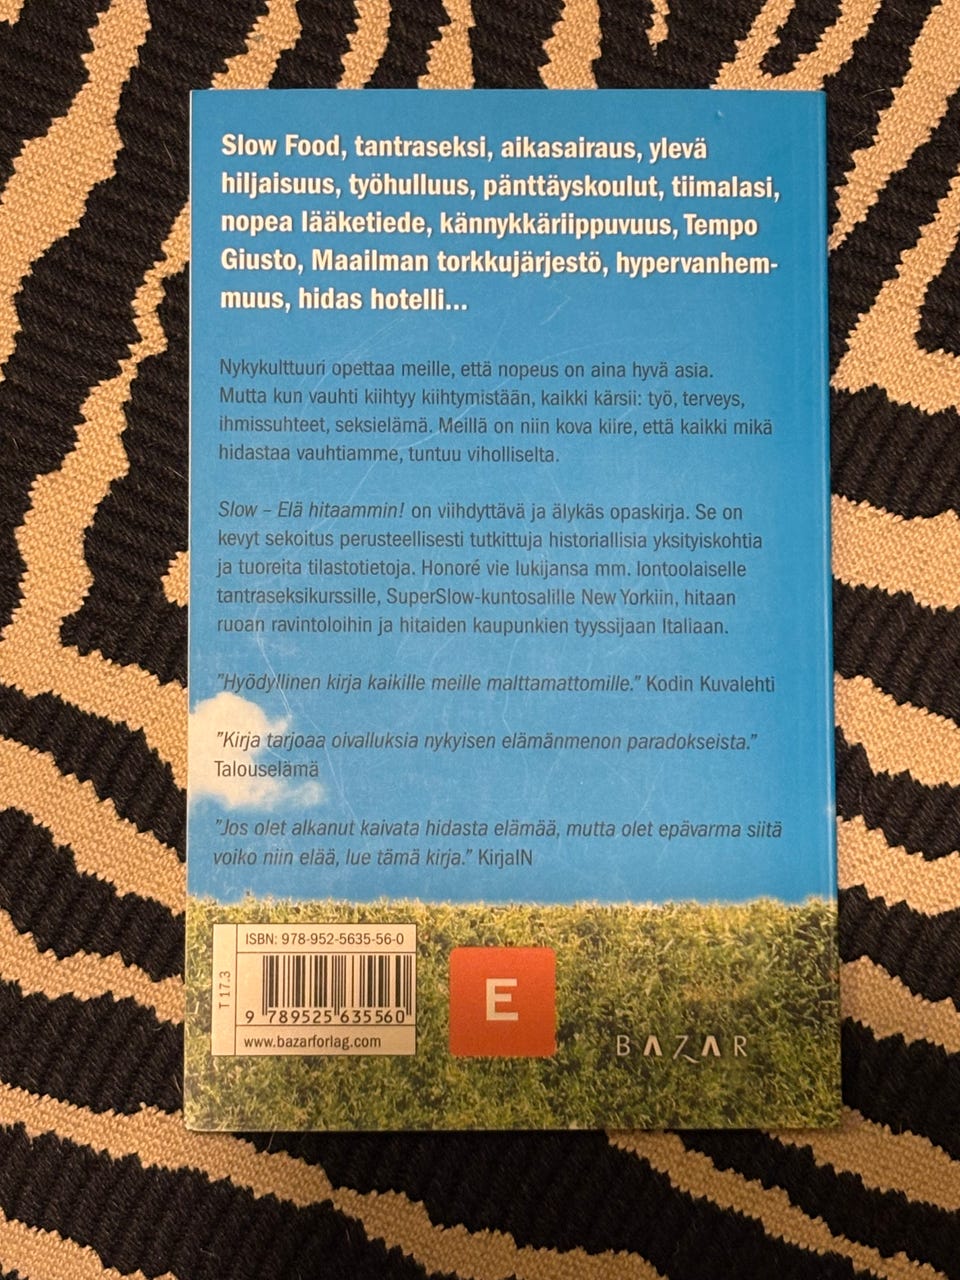 Slow Food, tantraseksi, aikasairaus, ylevä
hiljaisuus, työhulluus, pänttäyskoulut, tiimalasi,
nopea lääketiede, kännykkäriippuvuus, Tempo
Giusto, Maailman torkkujärjestö, hypervanhem-
muus, hidas hotelli...
Nykykulttuuri opettaa meille, että nopeus on aina hyvä asia.
Mutta kun vauhti kiihtyy kiihtymistään, kaikki kärsii: työ, terveys,
ihmissuhteet, seksielämä. Meillä on niin kova kiire, että kaikki mikä
hidastaa vauhtiamme, tuntuu viholliselta.
Slow – Elä hitaammin! on viihdyttävä ja älykäs opaskirja. Se on
kevyt sekoitus perusteellisesti tutkittuja historiallisia yksityiskohtia
ja tuoreita tilastotietoja. Honoré vie lukijansa mm. lontoolaiselle
tantraseksikurssille, SuperSlow-kuntosalille New Yorkiin, hitaan
ruoan ravintoloihin ja hitaiden kaupunkien tyyssijaan Italiaan.
"Hyödyllinen kirja kaikille meille malttamattomille." Kodin Kuvalehti
"Kirja tarjoaa oivalluksia nykyisen elämänmenon paradokseista."
Talouselämä
"Jos olet alkanut kaivata hidasta elämää, mutta olet epävarma siitä
voiko niin elää, lue tämä kirja." KirjaIN
T 17.3
ISBN: 978-952-5635-56-0
9 789525 635560
www.bazarforlag.com
E
BAZAR